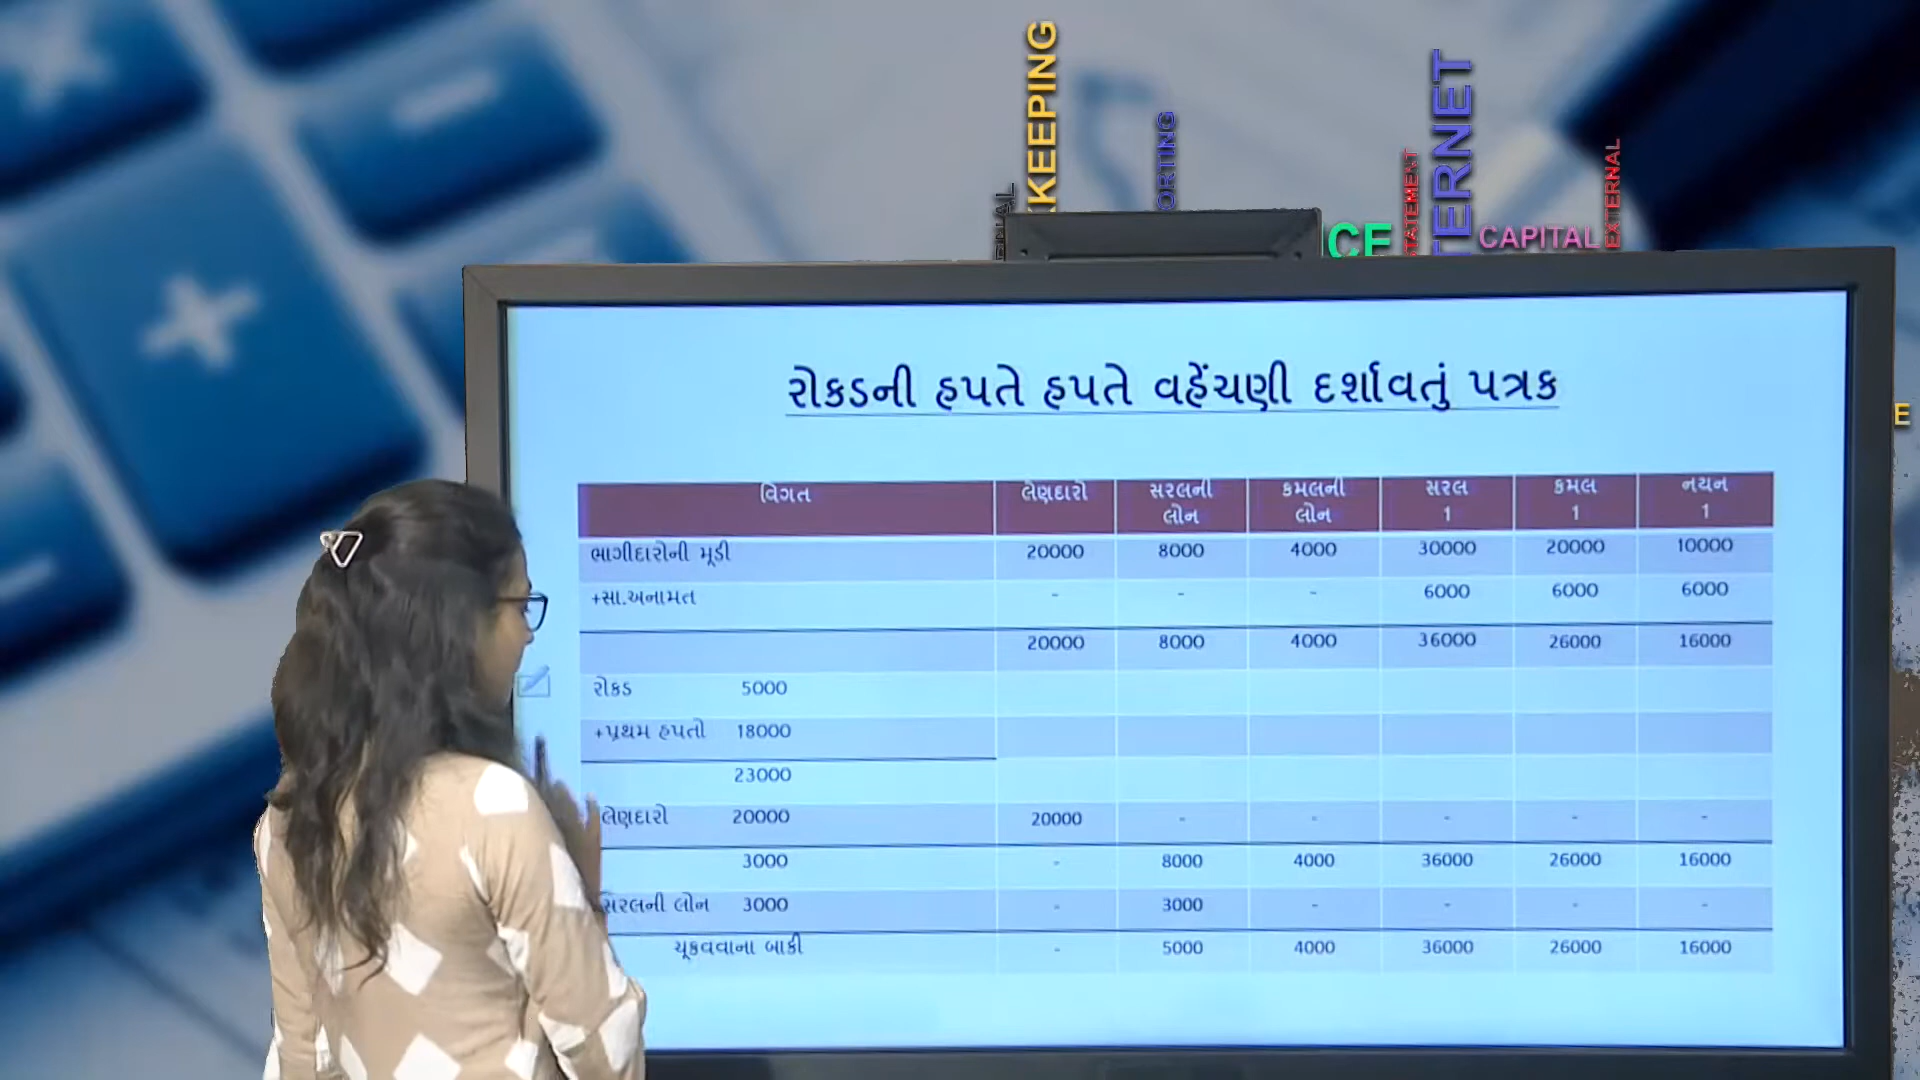 KKEEPING
ORTING
TATEMENT
TERNET
CE
CAPITAL
EXTERNAL
E
રોકડની હપતે હપતે વહેંચણી દર્શાવતું પત્રક
વિગત લેણદારો સરલની લોન કમલની લોન સરલ 1 કમલ 1 નયન 1
ભાગીદારોની મૂડી 20000 8000 4000 30000 20000 10000
+સા.અનામત - - - 6000 6000 6000
20000 8000 4000 36000 26000 16000
રોકડ 5000
+પ્રથમ હપતો 18000
23000
લેણદારો 20000 20000 - - - - -
3000 - 8000 4000 36000 26000 16000
સરલની લોન 3000 - 3000 - - - -
ચૂકવવાના બાકી - 5000 4000 36000 26000 16000